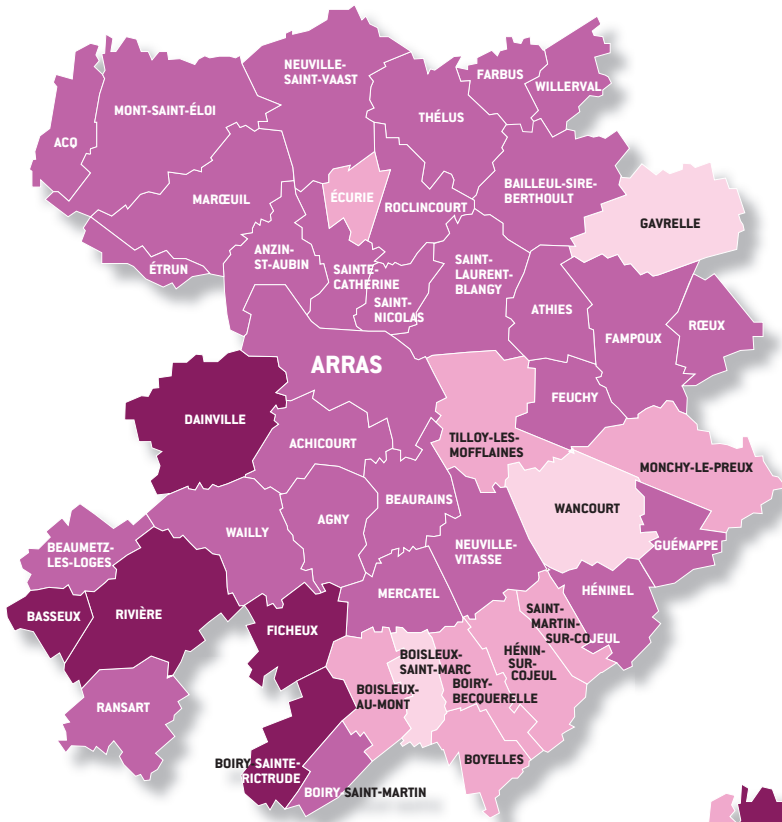 NEUVILLE-
SAINT-VAAST
FARBUS
WILLERVAL
MONT-SAINT-ÉLOI
THÉLUS
ACQ
BAILLEUL-SIRE-
BERTHOULT
MARŒUIL
ÉCURIE
ROCLINCOURT
GAVRELLE
ANZIN-
ST-AUBIN
SAINTE-
CATHERINE
SAINT-
LAURENT-
BLANGY
ÉTRUN
SAINT-
NICOLAS
ATHIES
FAMPOUX
RŒUX
ARRAS
FEUCHY
DAINVILLE
ACHICOURT
TILLOY-LES-
MOFFLAINES
MONCHY-LE-PREUX
BEAURAINS
WANCOURT
AGNY
WAILLY
BEAUMETZ-
LES-LOGES
NEUVILLE-
VITASSE
GUÉMAPPE
MERCATEL
HÉNINEL
BASSEUX
RIVIÈRE
FICHEUX
SAINT-
MARTIN-
SUR-COJEUL
BOISLEUX-
SAINT-MARC
HÉNIN-
SUR-
COJEUL
BOISLEUX-
AU-MONT
BOIRY-
BECQUERELLE
RANSART
BOYELLES
BOIRY SAINTE-
RICTRUDE
BOIRY-SAINT-MARTIN